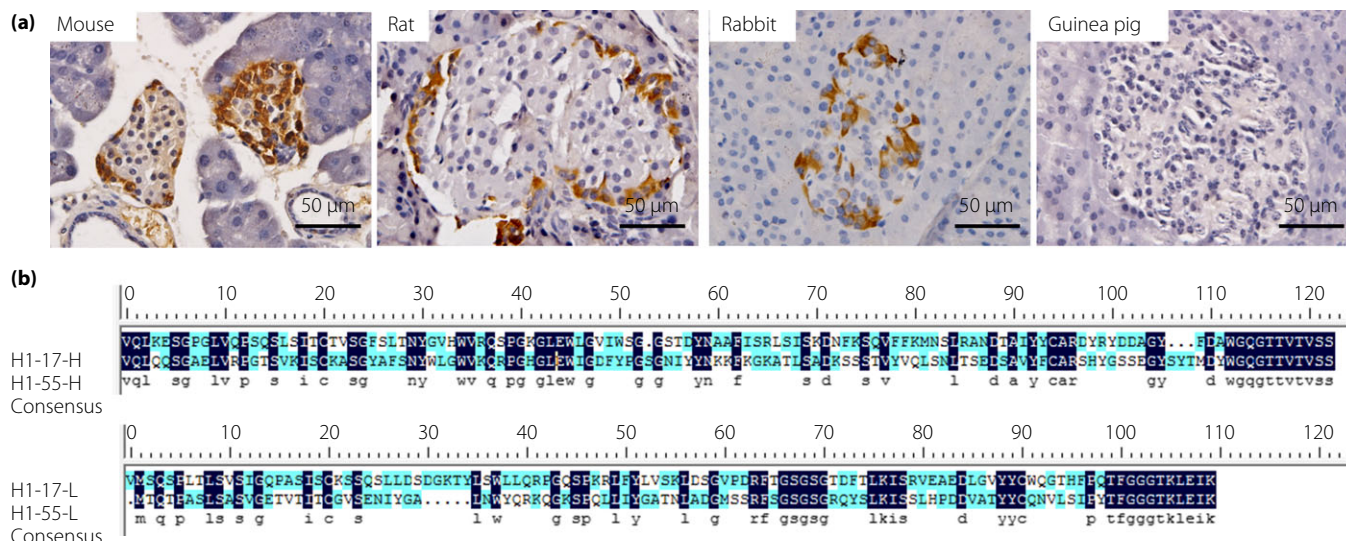 (a) Mouse Rat Rabbit Guinea pig
50 μm 50 μm 50 μm 50 μm
(b)
0 10 20 30 40 50 60 70 80 90 100 110 120
H1-17-H VQLKESGPGLVQPSQSLSITCTVSGFSLTNYGVHWVRQSPGKGLEWLGVIWSG.GSTDYNAAFISRLSISKDNFKSQVFFKMNSLRANDTAIYYCARDYRYDDAGY...FDAWGQGTTVTVSS
H1-55-H VQLQQSGAELVRPGTSVKISCKASGYAFSNYWLGWVKQRPGHGLEWIGDFYPGSGNIYYNKKFKGKATLSADKSSSTVYVQLSNLTSEDSAVYFCARSHYGSSEGYSYTMDYWGQGTTVTVSS
Consensus vql sg lv p s i c sg ny wv q pg glew g g g yn f s d s v l d a y car gy d wgqgttvtvss
0 10 20 30 40 50 60 70 80 90 100 110 120
H1-17-L VMSQSPLTLSVSIGQPASISCKSSQSLLDSDGKTYLSWLLQRPGQSPKRLFYLVSKLDSGVPDRFTGSGSGTDFTLKISRVEAEDLGVYYCWQGTHFPQTFGGGTKLEIK
H1-55-L .MTQTPASLSASVGETVTITCGVSENIYGA.....LNWYQRKQGKSPQLLIYGATNLADGMSSRFSGSGSGRQYSLKISSLHPDDVATYYCQNVLSIPYTFGGGTKLEIK
Consensus m q p ls s g i c s l w g sp l y l g rf gsgsg lkis d yyc p tfgggtkleik